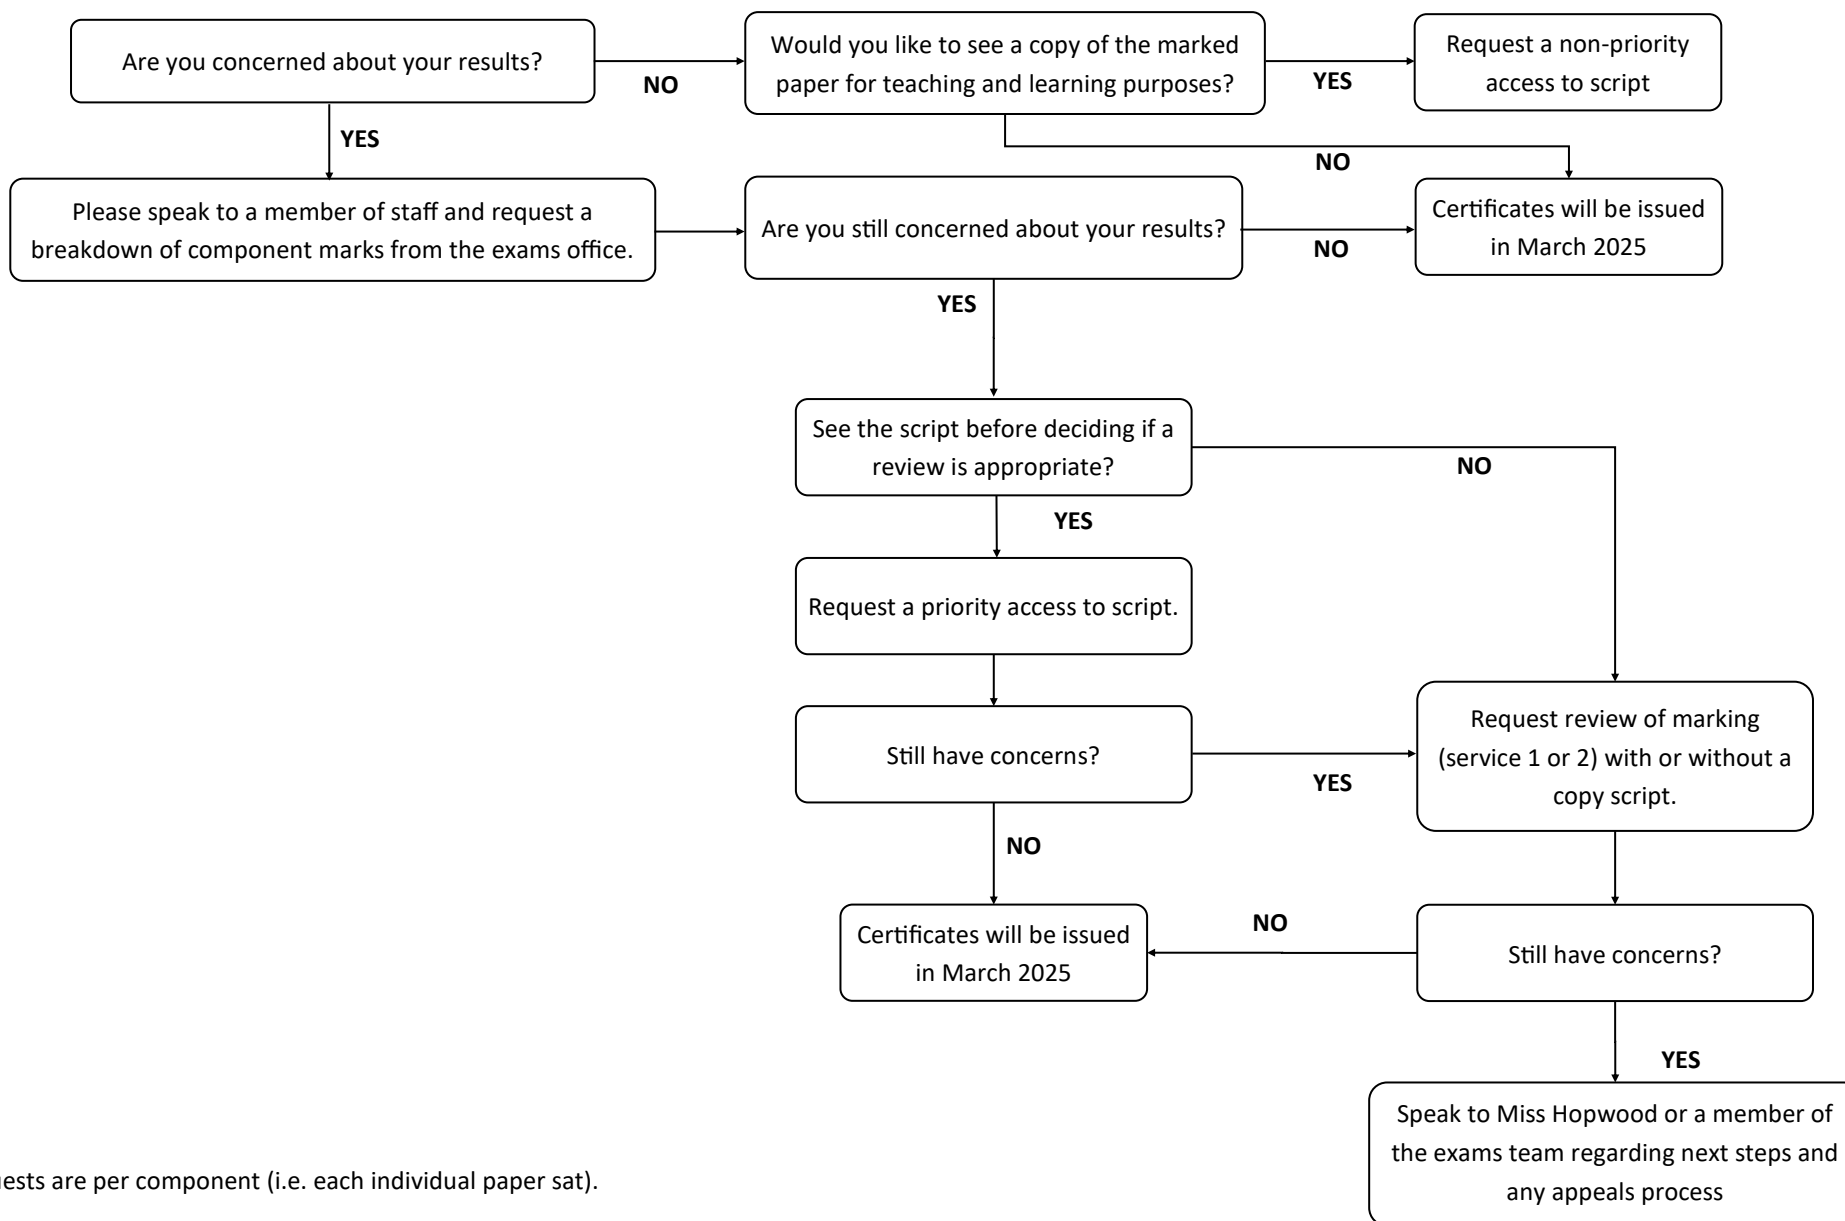 Are you concerned about your results?
NO
Would you like to see a copy of the marked
paper for teaching and learning purposes?
YES
Request a non-priority
access to script
YES
NO
Please speak to a member of staff and request a
breakdown of component marks from the exams office.
Are you still concerned about your results?
NO
Certificates will be issued
in March 2025
YES
See the script before deciding if a
review is appropriate?
NO
YES
Request a priority access to script.
Still have concerns?
YES
Request review of marking
(service 1 or 2) with or without a
copy script.
NO
Certificates will be issued
in March 2025
NO
Still have concerns?
YES
Speak to Miss Hopwood or a member of
the exams team regarding next steps and
any appeals process
are per component (i.e. each individual paper sat).